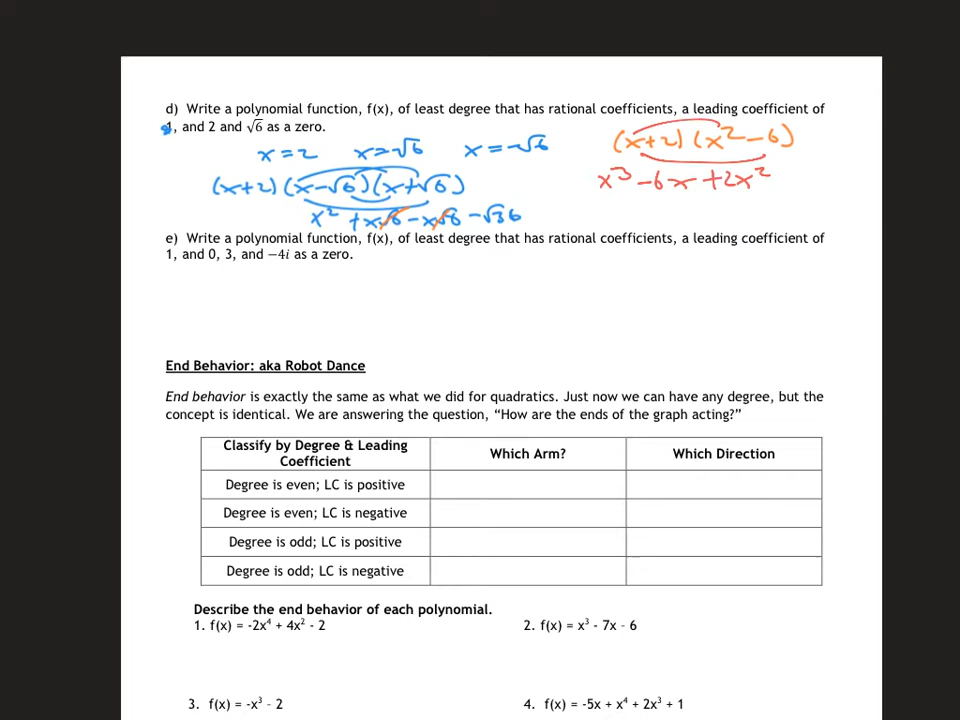 d) Write a polynomial function, f(x), of least degree that has rational coefficients, a leading coefficient of
1, and 2 and √6 as a zero.
x = 2 x = √6 x = -√6
(x+2)(x²-6)
(x+2)(x-√6)(x+√6)
x³ -6x +2x²
x² +x√6 -x√6 -√36
e) Write a polynomial function, f(x), of least degree that has rational coefficients, a leading coefficient of
1, and 0, 3, and −4i as a zero.
End Behavior: aka Robot Dance
End behavior is exactly the same as what we did for quadratics. Just now we can have any degree, but the
concept is identical. We are answering the question, “How are the ends of the graph acting?”
Classify by Degree & Leading
Coefficient
Which Arm?
Which Direction
Degree is even; LC is positive
Degree is even; LC is negative
Degree is odd; LC is positive
Degree is odd; LC is negative
Describe the end behavior of each polynomial.
1. f(x) = -2x⁴ + 4x² - 2
2. f(x) = x³ - 7x – 6
3. f(x) = -x³ – 2
4. f(x) = -5x + x⁴ + 2x³ + 1